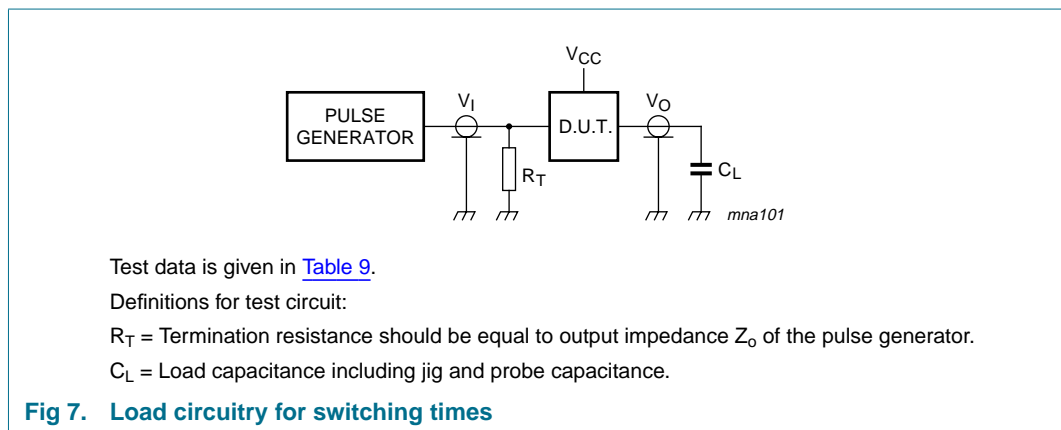 VCC
PULSE
GENERATOR
VI
D.U.T.
VO
RT
CL
mna101
Test data is given in Table 9.
Definitions for test circuit:
RT = Termination resistance should be equal to output impedance Zo of the pulse generator.
CL = Load capacitance including jig and probe capacitance.
Fig 7. Load circuitry for switching times